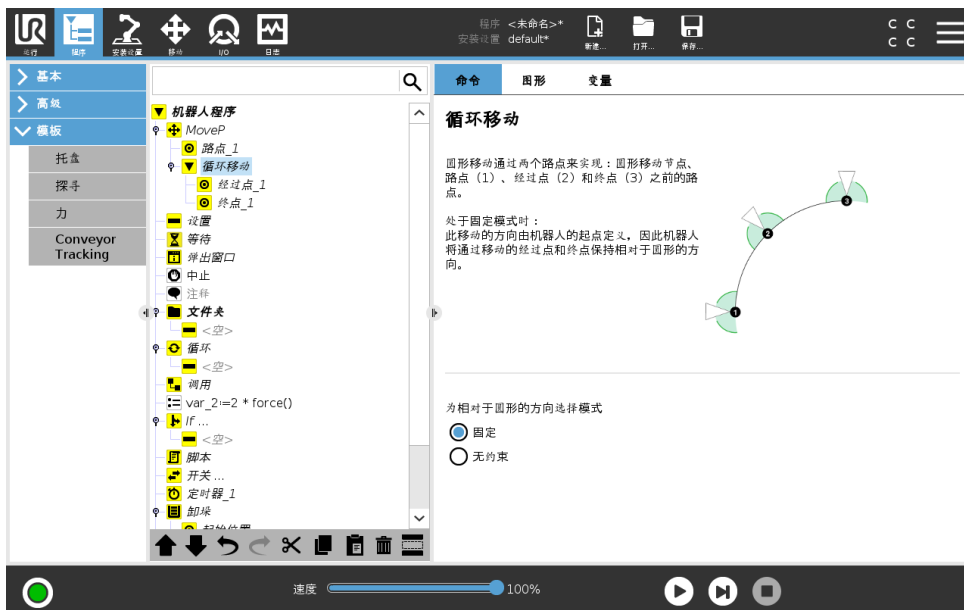 UR
运行
程序
安装设置
移动
I/O
日志
程序 <未命名>*
安装设置 default*
新建...
打开...
保存...
C C
C C
基本
高级
模板
托盘
探寻
力
Conveyor
Tracking
机器人程序
MoveP
路点_1
循环移动
经过点_1
终点_1
设置
等待
弹出窗口
中止
注释
文件夹
<空>
循环
<空>
调用
var_2≔2 * force()
If ...
<空>
脚本
开关 ...
定时器_1
卸垛
起始位置
命令
图形
变量
循环移动
圆形移动通过两个路点来实现：圆形移动节点、
路点（1）、经过点（2）和终点（3）之前的路
点。
处于固定模式时：
此移动的方向由机器人的起点定义，因此机器人
将通过移动的经过点和终点保持相对于圆形的方
向。
1
2
3
为相对于圆形的方向选择模式
固定
无约束
速度
100%